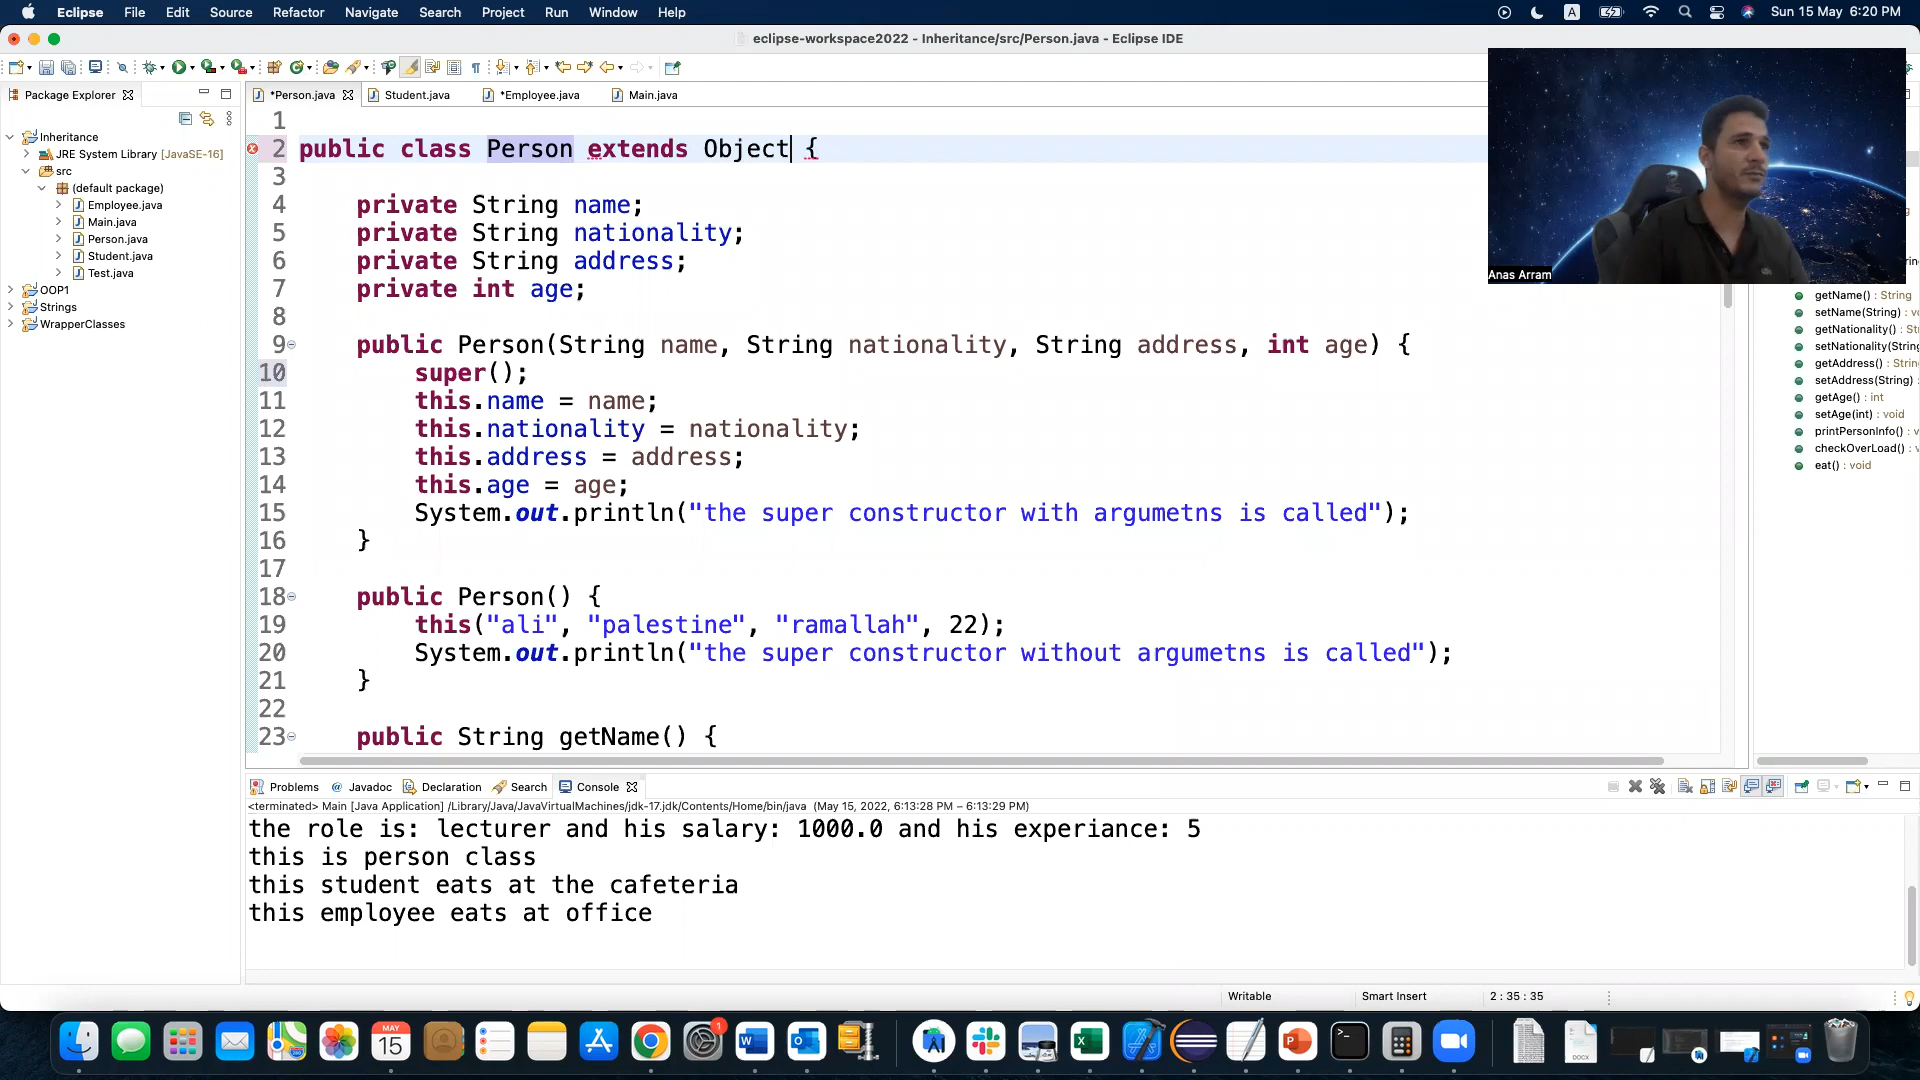 Eclipse File Edit Source Refactor Navigate Search Project Run Window Help A Sun 15 May 6:20 PM
eclipse-workspace2022 - Inheritance/src/Person.java - Eclipse IDE
Package Explorer
*Person.java Student.java *Employee.java Main.java
Inheritance
JRE System Library [JavaSE-16]
src
(default package)
Employee.java
Main.java
Person.java
Student.java
Test.java
OOP1
Strings
WrapperClasses
1
2 public class Person extends Object {
3
4 private String name;
5 private String nationality;
6 private String address;
7 private int age;
8
9 public Person(String name, String nationality, String address, int age) {
10 super();
11 this.name = name;
12 this.nationality = nationality;
13 this.address = address;
14 this.age = age;
15 System.out.println("the super constructor with argumetns is called");
16 }
17
18 public Person() {
19 this("ali", "palestine", "ramallah", 22);
20 System.out.println("the super constructor without argumetns is called");
21 }
22
23 public String getName() {
Anas Arram
getName() : String
setName(String) : v
getNationality() : St
setNationality(String
getAddress() : String
setAddress(String)
getAge() : int
setAge(int) : void
printPersonInfo() : v
checkOverLoad() : v
eat() : void
Problems Javadoc Declaration Search Console
<terminated> Main [Java Application] /Library/Java/JavaVirtualMachines/jdk-17.jdk/Contents/Home/bin/java (May 15, 2022, 6:13:28 PM – 6:13:29 PM)
the role is: lecturer and his salary: 1000.0 and his experiance: 5
this is person class
this student eats at the cafeteria
this employee eats at office
Writable Smart Insert 2 : 35 : 35
MAY
15
1
DOCX